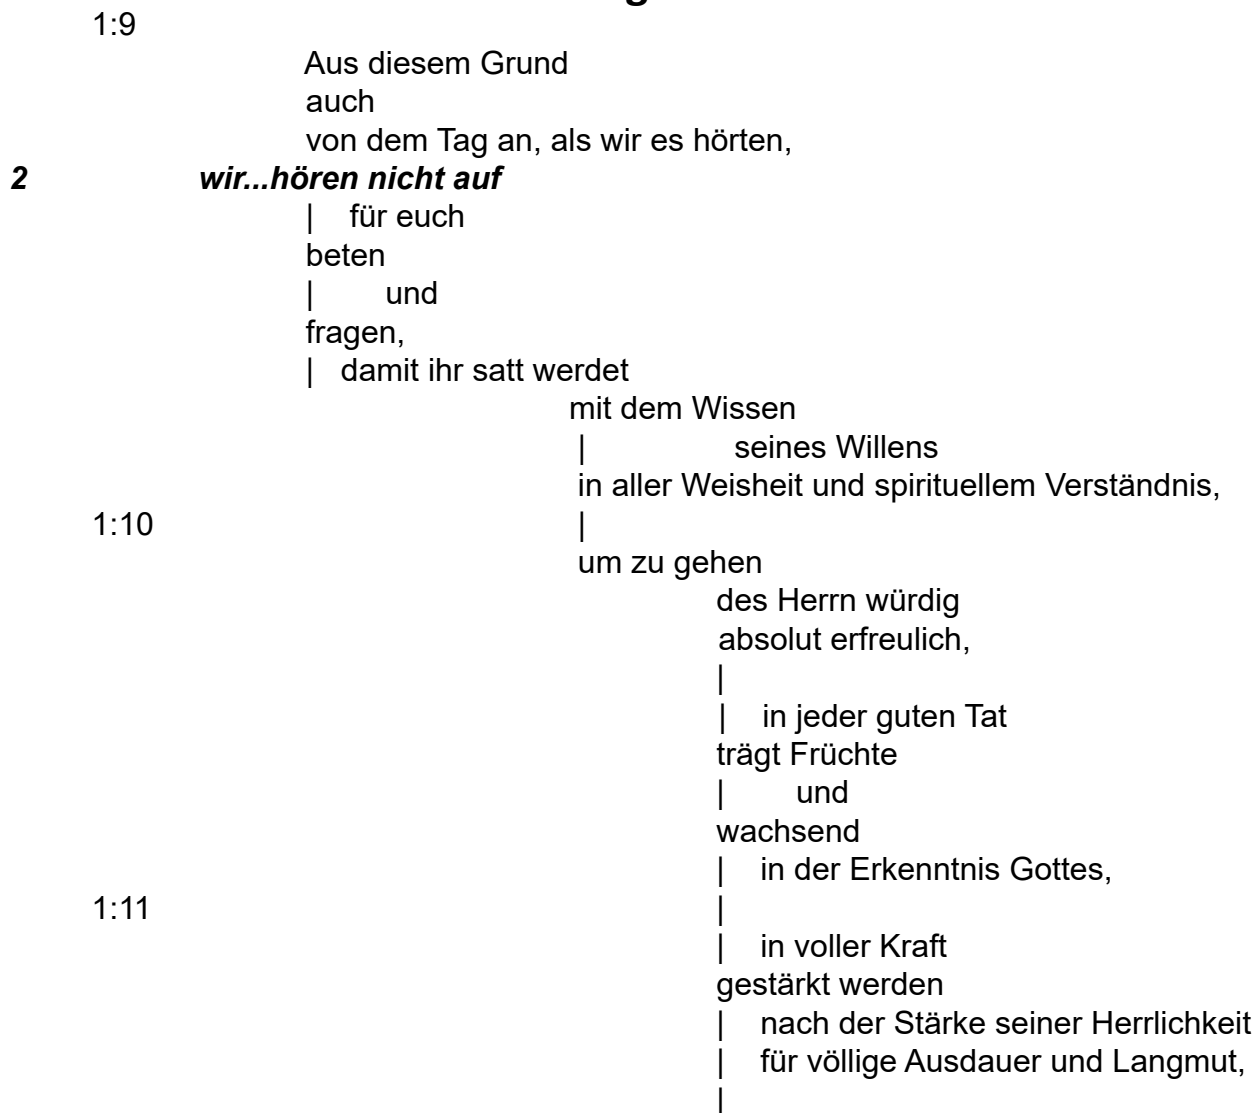 1:9
Aus diesem Grund
auch
von dem Tag an, als wir es hörten,
2 wir...hören nicht auf
| für euch
beten
| und
fragen,
| damit ihr satt werdet
mit dem Wissen
| seines Willens
in aller Weisheit und spirituellem Verständnis,
1:10 |
um zu gehen
des Herrn würdig
absolut erfreulich,
|
| in jeder guten Tat
trägt Früchte
| und
wachsend
| in der Erkenntnis Gottes,
1:11 |
| in voller Kraft
gestärkt werden
| nach der Stärke seiner Herrlichkeit
| für völlige Ausdauer und Langmut,
|